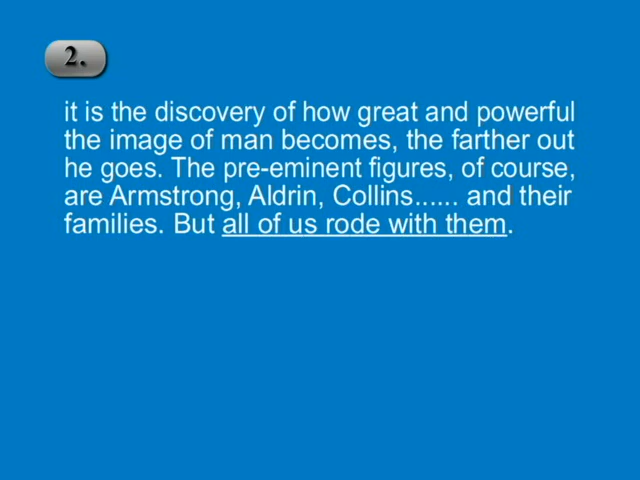 2.
it is the discovery of how great and powerful
the image of man becomes, the farther out
he goes. The pre-eminent figures, of course,
are Armstrong, Aldrin, Collins...... and their
families. But all of us rode with them.